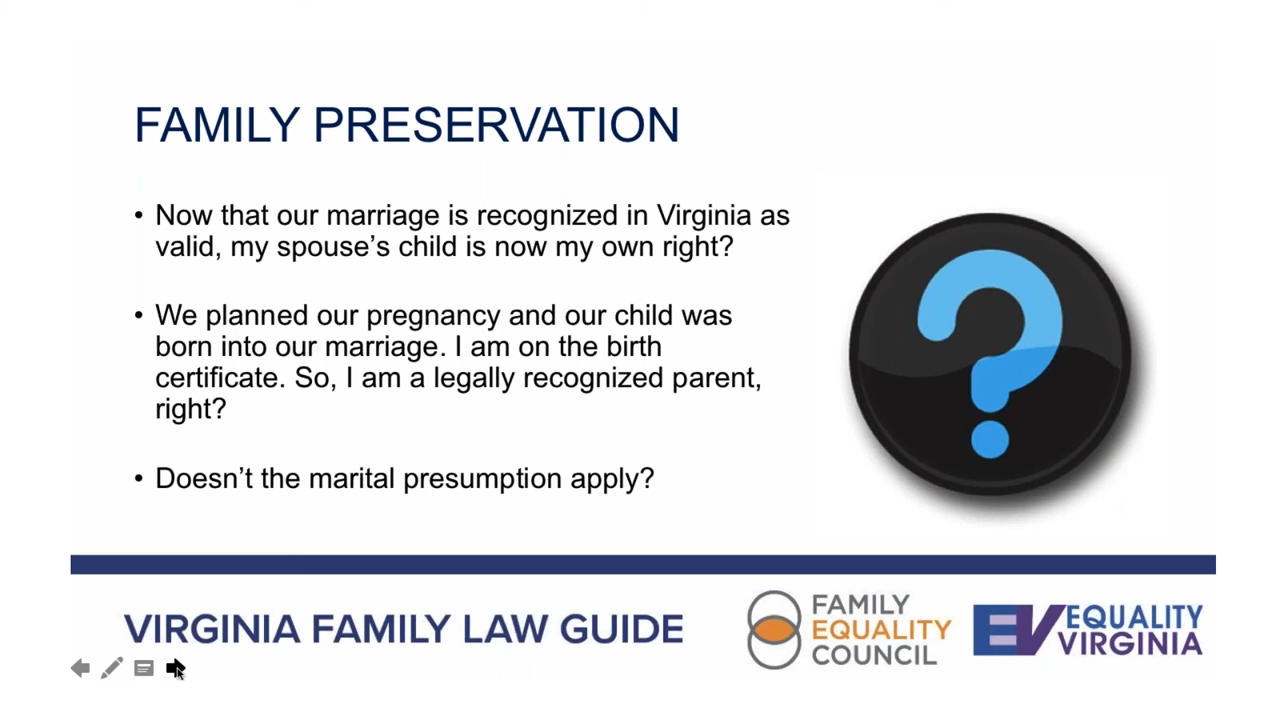 FAMILY PRESERVATION
• Now that our marriage is recognized in Virginia as
valid, my spouse’s child is now my own right?
• We planned our pregnancy and our child was
born into our marriage. I am on the birth
certificate. So, I am a legally recognized parent,
right?
• Doesn’t the marital presumption apply?
VIRGINIA FAMILY LAW GUIDE
FAMILY
EQUALITY
COUNCIL
EV
EQUALITY
VIRGINIA